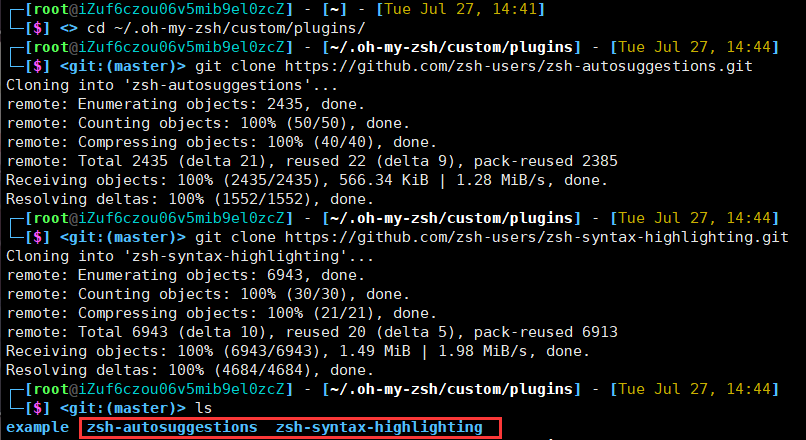 ┌─[root@iZuf6czou06v5mib9el0zcZ] - [~] - [Tue Jul 27, 14:41]
└─[$] <> cd ~/.oh-my-zsh/custom/plugins/
┌─[root@iZuf6czou06v5mib9el0zcZ] - [~/.oh-my-zsh/custom/plugins] - [Tue Jul 27, 14:44]
└─[$] <git:(master)> git clone https://github.com/zsh-users/zsh-autosuggestions.git
Cloning into 'zsh-autosuggestions'...
remote: Enumerating objects: 2435, done.
remote: Counting objects: 100% (50/50), done.
remote: Compressing objects: 100% (40/40), done.
remote: Total 2435 (delta 21), reused 22 (delta 9), pack-reused 2385
Receiving objects: 100% (2435/2435), 566.34 KiB | 1.28 MiB/s, done.
Resolving deltas: 100% (1552/1552), done.
┌─[root@iZuf6czou06v5mib9el0zcZ] - [~/.oh-my-zsh/custom/plugins] - [Tue Jul 27, 14:44]
└─[$] <git:(master)> git clone https://github.com/zsh-users/zsh-syntax-highlighting.git
Cloning into 'zsh-syntax-highlighting'...
remote: Enumerating objects: 6943, done.
remote: Counting objects: 100% (30/30), done.
remote: Compressing objects: 100% (21/21), done.
remote: Total 6943 (delta 10), reused 20 (delta 5), pack-reused 6913
Receiving objects: 100% (6943/6943), 1.49 MiB | 1.98 MiB/s, done.
Resolving deltas: 100% (4684/4684), done.
┌─[root@iZuf6czou06v5mib9el0zcZ] - [~/.oh-my-zsh/custom/plugins] - [Tue Jul 27, 14:44]
└─[$] <git:(master)> ls
example  zsh-autosuggestions  zsh-syntax-highlighting